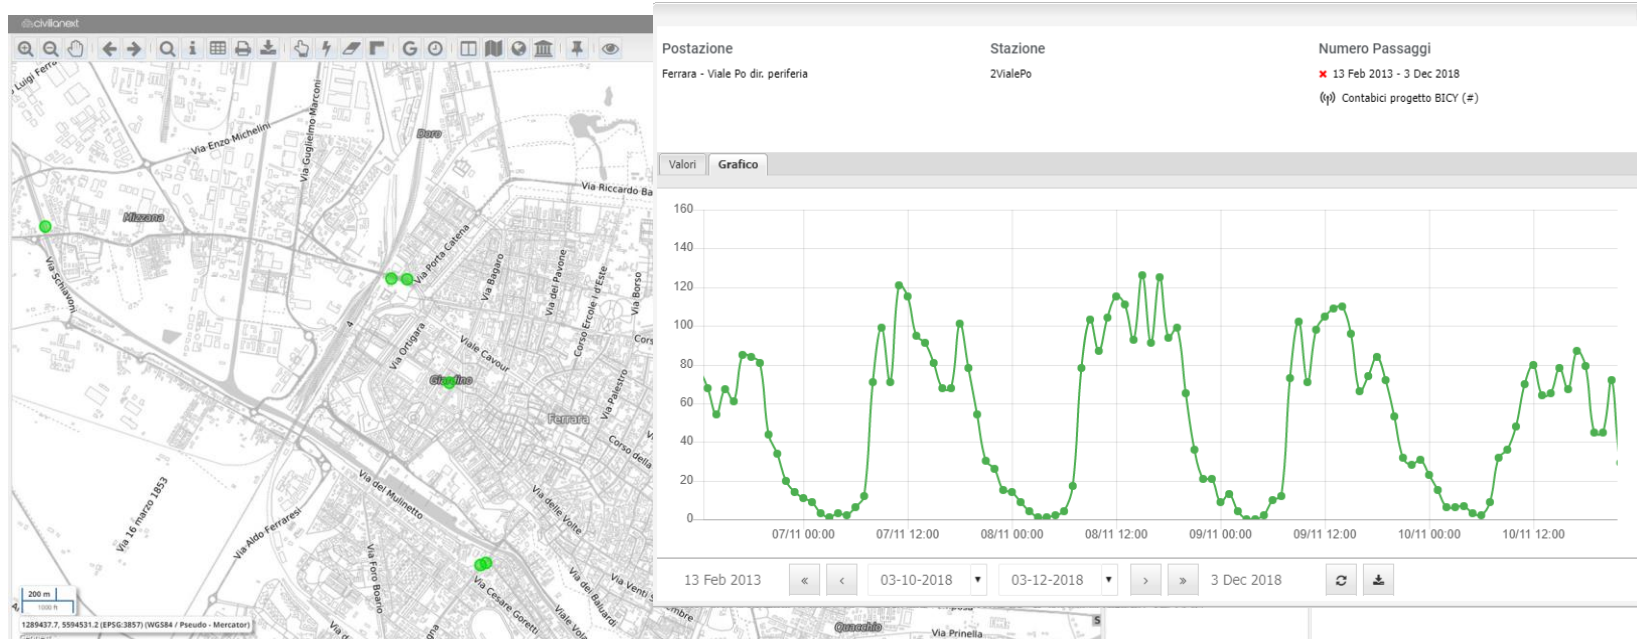 civilianext
Postazione
Stazione
Numero Passaggi
Ferrara - Viale Po dir. periferia
2VialePo
13 Feb 2013 - 3 Dec 2018
Contabici progetto BICY (#)
Valori
Grafico
160
140
120
100
80
60
40
20
0
07/11 00:00
07/11 12:00
08/11 00:00
08/11 12:00
09/11 00:00
09/11 12:00
10/11 00:00
10/11 12:00
13 Feb 2013
«
‹
03-10-2018
03-12-2018
›
»
3 Dec 2018
Luigi Ferra
Via Enzo Michelini
Via Guglielmo Marconi
Doro
Via Riccardo Ba
Mizzana
Via Schiavoni
Via Porta Catena
Via Bagaro
Via del Pavone
Corso Ercole I d'Este
Via Borso
Cors
4
Via Ortigara
Viale Cavour
Giardino
Via Palestro
Ferrara
Corso della
Via 16 marzo 1853
Via del Mulinetto
Via delle Volte
Via Aldo Ferraresi
Via Foro Boario
Via Cesare Goretti
Via dei Baluardi
Viale Vol
Via Venti S
embre
200 m
1000 ft
1289437.7, 5594531.2 (EPSG:3857) (WGS84 / Pseudo - Mercator)
Quacchio
Via Prinella
S